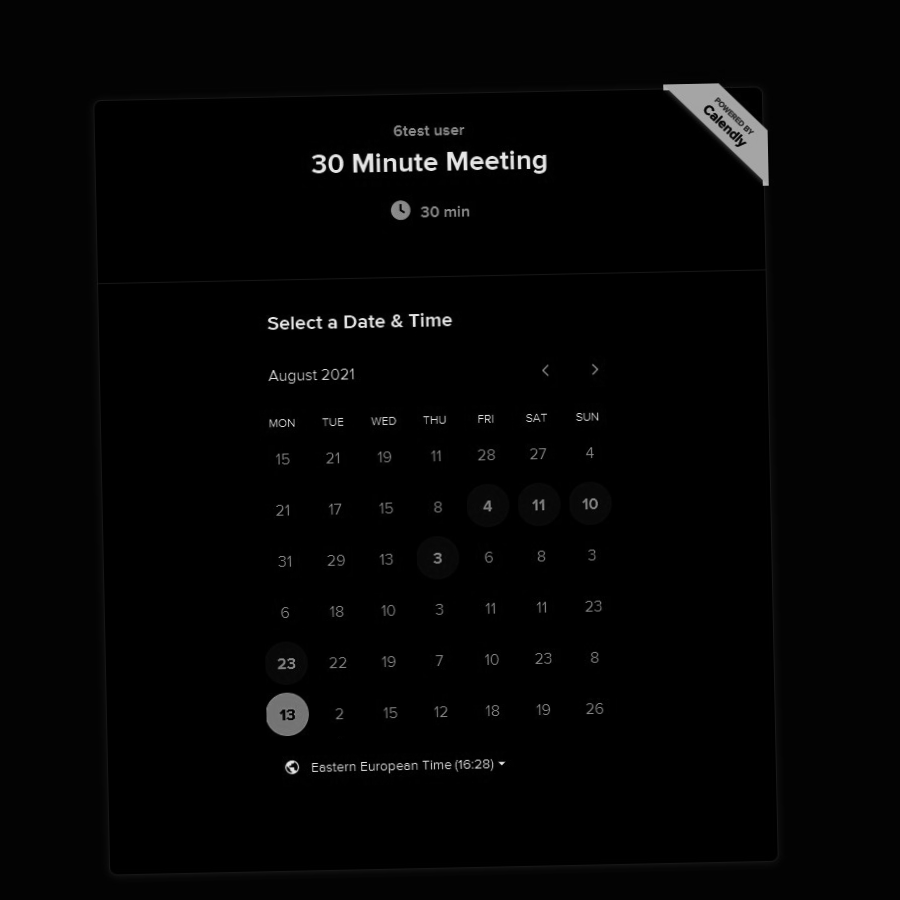 POWERED BY
Calendly
6test user
30 Minute Meeting
30 min
Select a Date & Time
August 2021
MON TUE WED THU FRI SAT SUN
15 21 19 11 28 27 4
21 17 15 8 4 11 10
31 29 13 3 6 8 3
6 18 10 3 11 11 23
23 22 19 7 10 23 8
13 2 15 12 18 19 26
Eastern European Time (16:28)